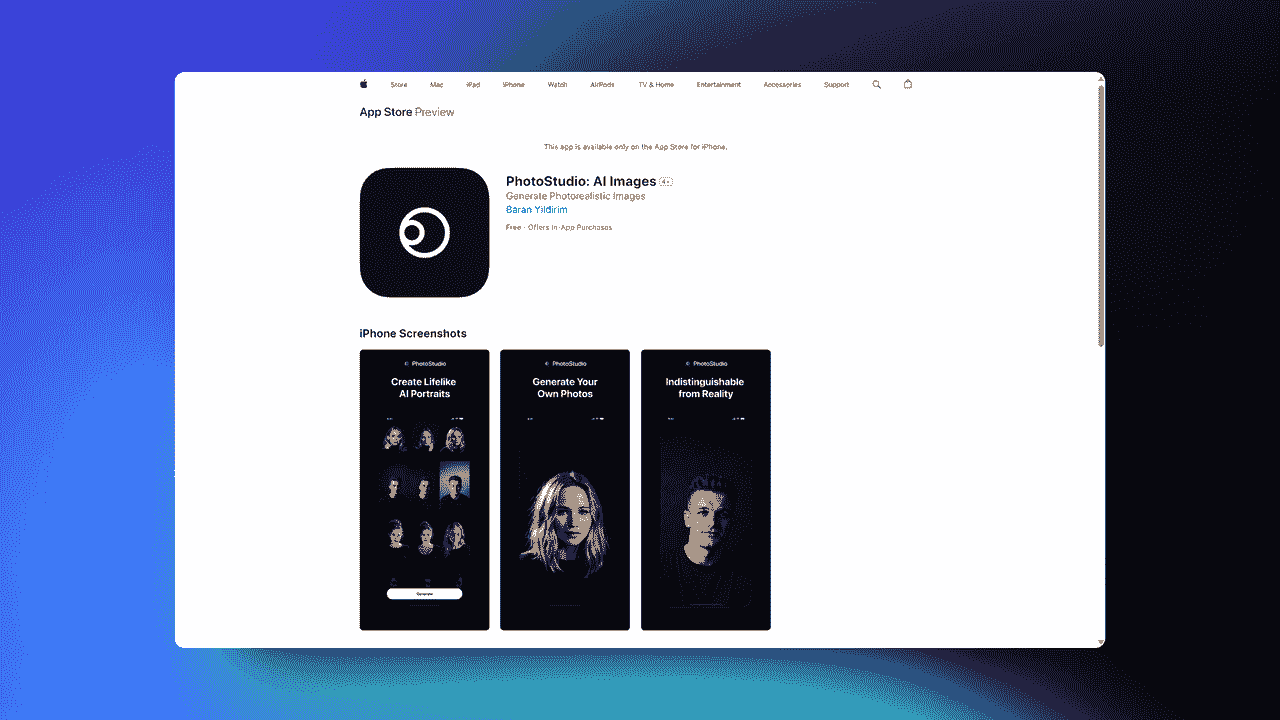 Store Mac iPad iPhone Watch AirPods TV & Home Entertainment Accessories Support
App Store Preview
This app is available only on the App Store for iPhone.
PhotoStudio: AI Images 4+
Generate Photorealistic Images
Baran Yildirim
Free · Offers In-App Purchases
iPhone Screenshots
PhotoStudio
Create Lifelike
AI Portraits
Generate
PhotoStudio
Generate Your
Own Photos
PhotoStudio
Indistinguishable
from Reality